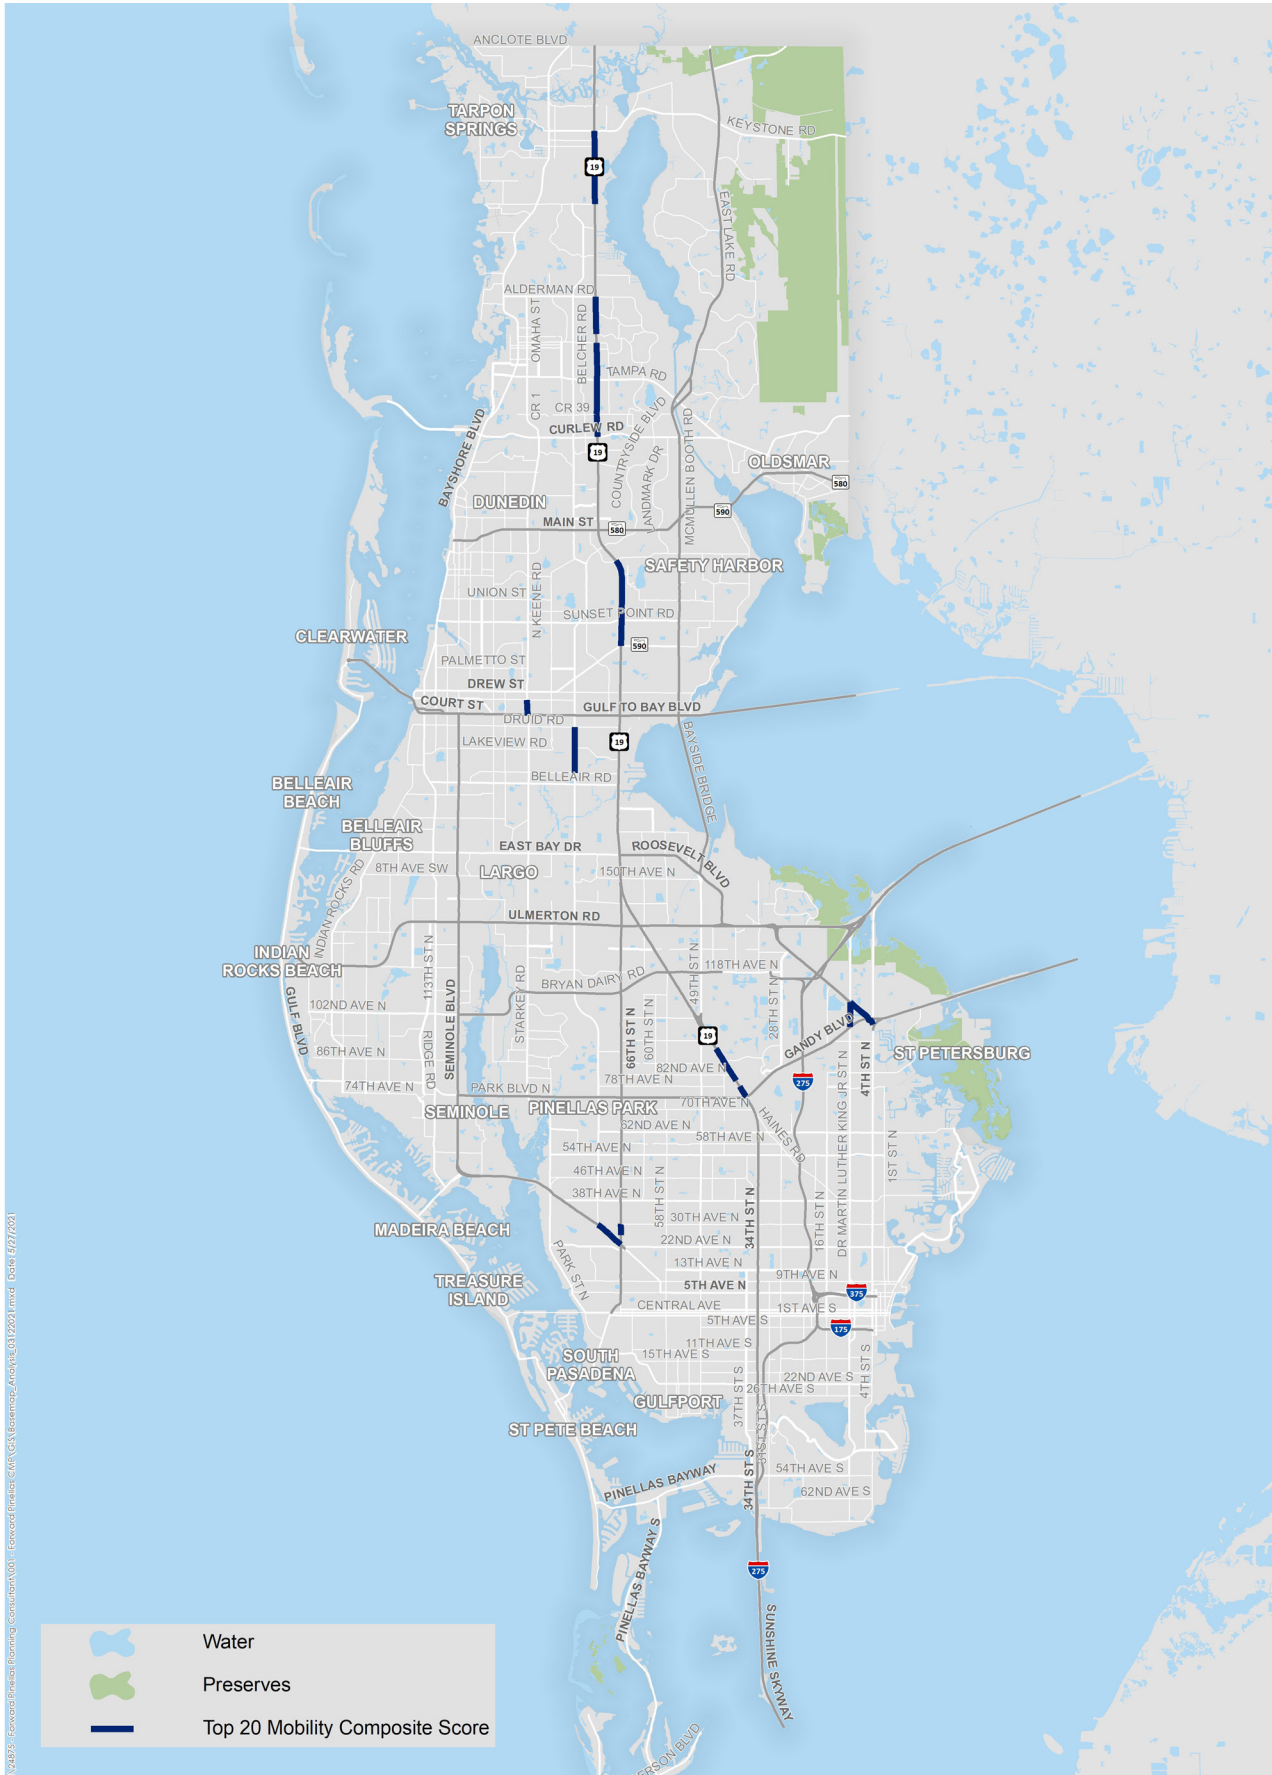 ANCLOTE BLVD
TARPON
SPRINGS
KEYSTONE RD
19
EAST LAKE RD
ALDERMAN RD
OMAHA ST
BELCHER RD
TAMPA RD
CR 1
CR 39
COUNTRYSIDE BLVD
CURLEW RD
BAYSHORE BLVD
19
LANDMARK DR
MCMULLEN BOOTH RD
OLDSMAR
580
DUNEDIN
590
MAIN ST
580
SAFETY HARBOR
N KEENE RD
UNION ST
SUNSET POINT RD
CLEARWATER
590
PALMETTO ST
DREW ST
COURT ST
GULF TO BAY BLVD
DRUID RD
LAKEVIEW RD
19
BAYSIDE BRIDGE
BELLEAIR RD
BELLEAIR
BEACH
BELLEAIR
BLUFFS
EAST BAY DR
ROOSEVELT BLVD
8TH AVE SW
LARGO
150TH AVE N
INDIAN ROCKS RD
ULMERTON RD
INDIAN
ROCKS BEACH
113TH ST N
49TH ST N
118TH AVE N
STARKEY RD
BRYAN DAIRY RD
28TH ST N
GULF BLVD
102ND AVE N
SEMINOLE BLVD
66TH ST N
60TH ST N
19
GANDY BLVD
86TH AVE N
RIDGE RD
ST PETERSBURG
82ND AVE N
78TH AVE N
275
4TH ST N
74TH AVE N
PARK BLVD N
DR MARTIN LUTHER KING JR ST N
70TH AVE N
SEMINOLE
PINELLAS PARK
HAINES RD
62ND AVE N
58TH AVE N
1ST ST N
54TH AVE N
46TH AVE N
38TH AVE N
58TH ST N
34TH ST N
16TH ST N
30TH AVE N
MADEIRA BEACH
22ND AVE N
PARK ST N
13TH AVE N
9TH AVE N
TREASURE
ISLAND
5TH AVE N
375
CENTRAL AVE
1ST AVE S
5TH AVE S
175
11TH AVE S
15TH AVE S
SOUTH
PASADENA
4TH ST S
22ND AVE S
37TH ST S
26TH AVE S
GULFPORT
31ST ST S
ST PETE BEACH
54TH AVE S
PINELLAS BAYWAY
34TH ST S
62ND AVE S
PINELLAS BAYWAY S
275
SUNSHINE SKYWAY
ERSON BLVD
Water
Preserves
Top 20 Mobility Composite Score